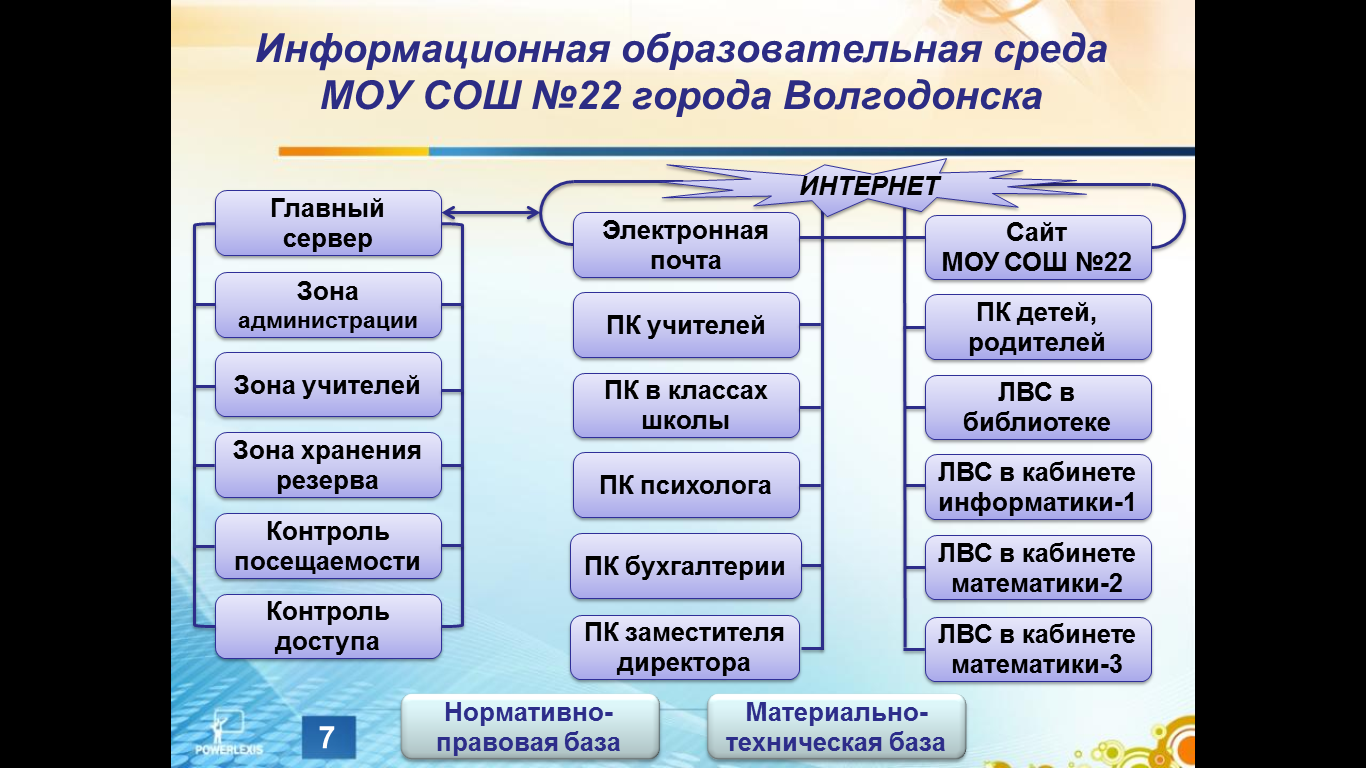 Информационная образовательная среда
МОУ СОШ №22 города Волгодонска
ИНТЕРНЕТ
Главный
сервер
Зона
администрации
Зона учителей
Зона хранения
резерва
Контроль
посещаемости
Контроль
доступа
Электронная
почта
ПК учителей
ПК в классах
школы
ПК психолога
ПК бухгалтерии
ПК заместителя
директора
Сайт
МОУ СОШ №22
ПК детей,
родителей
ЛВС в
библиотеке
ЛВС в кабинете
информатики-1
ЛВС в кабинете
математики-2
ЛВС в кабинете
математики-3
Нормативно-
правовая база
Материально-
техническая база
POWERLEXIS
7